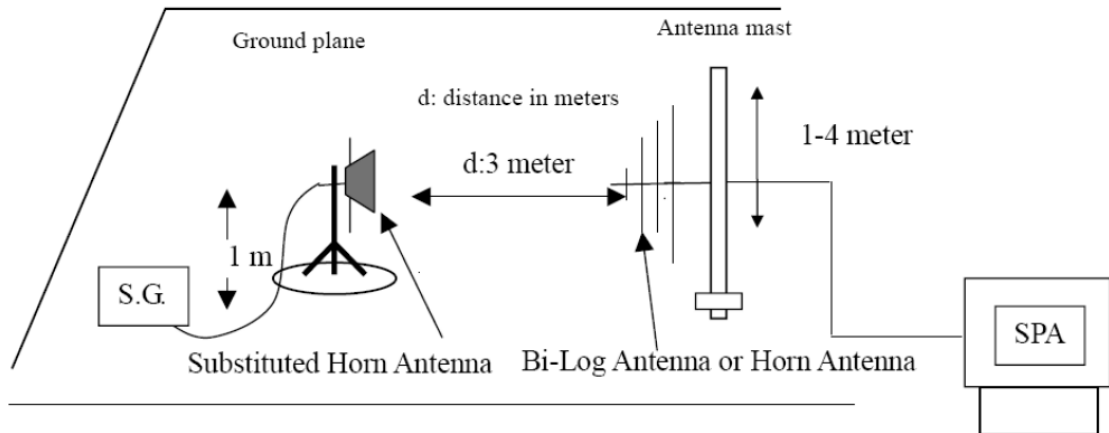 Ground plane
Antenna mast
d: distance in meters
1-4 meter
d:3 meter
1 m
S.G.
SPA
Substituted Horn Antenna
Bi-Log Antenna or Horn Antenna